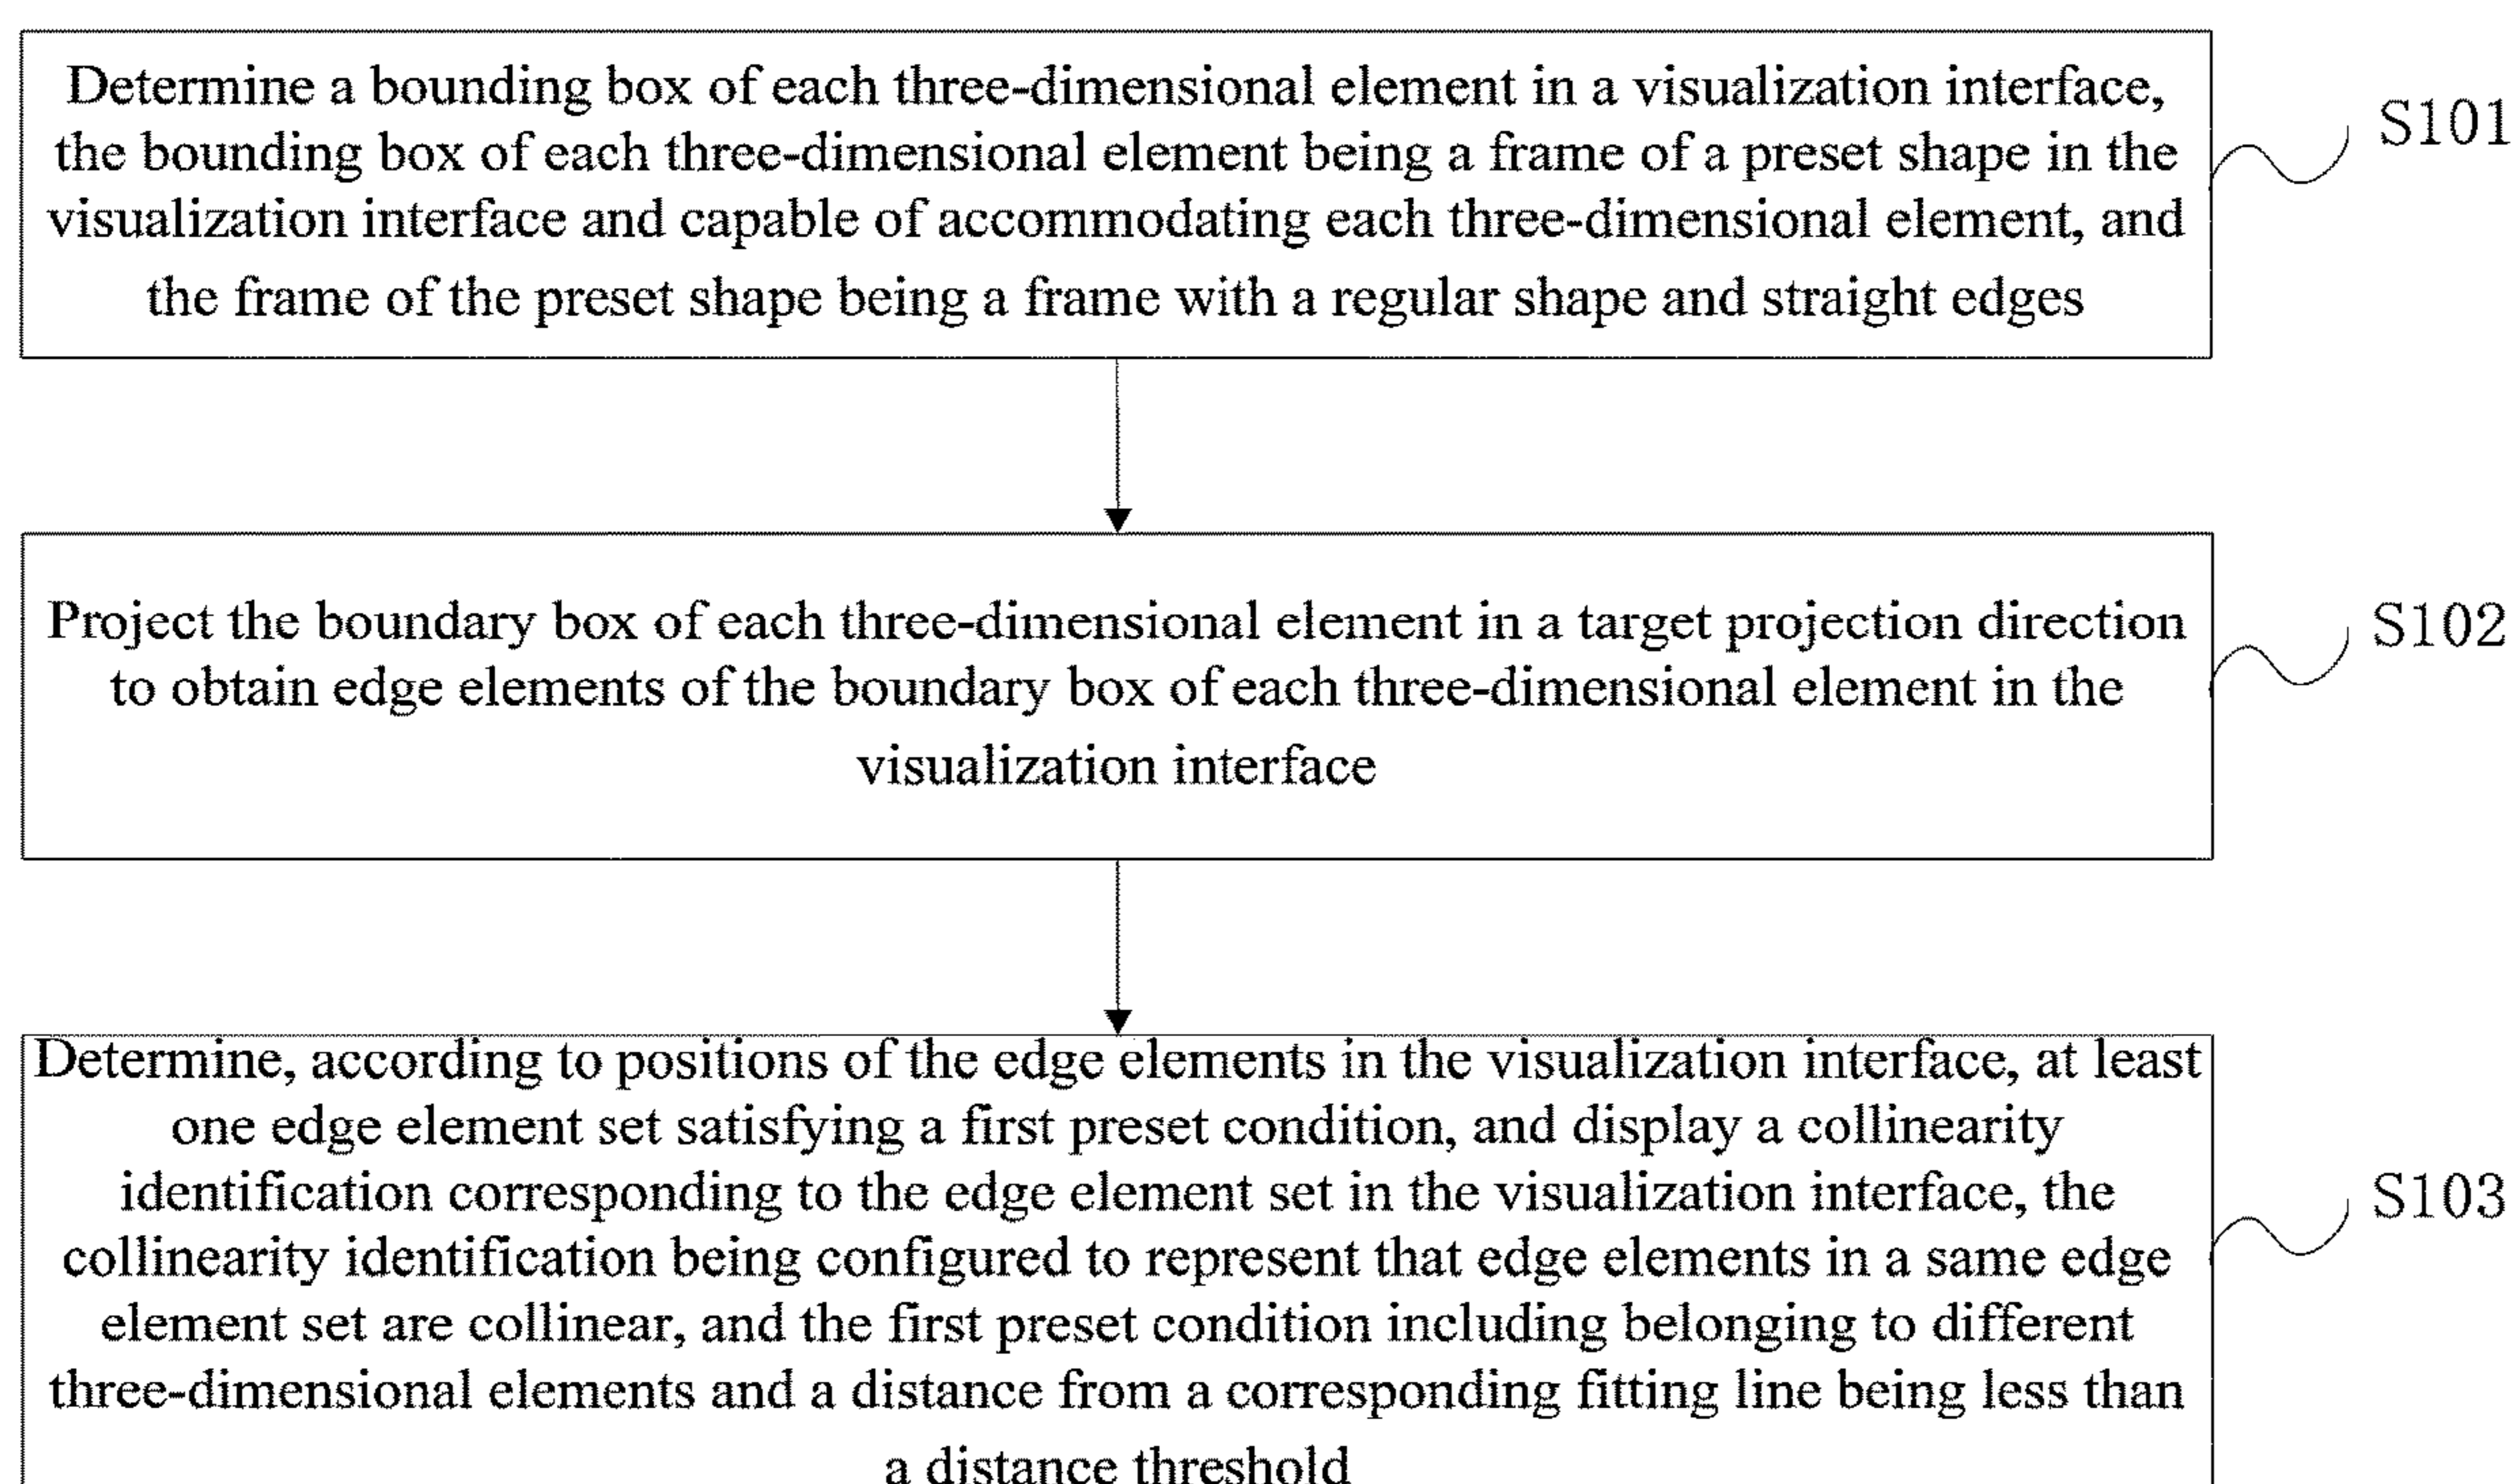 Determine a bounding box of each three-dimensional element in a visualization interface,
the bounding box of each three-dimensional element being a frame of a preset shape in the
visualization interface and capable of accommodating each three-dimensional element, and
the frame of the preset shape being a frame with a regular shape and straight edges
S101
Project the boundary box of each three-dimensional element in a target projection direction
to obtain edge elements of the boundary box of each three-dimensional element in the
visualization interface
S102
Determine, according to positions of the edge elements in the visualization interface, at least
one edge element set satisfying a first preset condition, and display a collinearity
identification corresponding to the edge element set in the visualization interface, the
collinearity identification being configured to represent that edge elements in a same edge
element set are collinear, and the first preset condition including belonging to different
three-dimensional elements and a distance from a corresponding fitting line being less than
a distance threshold
S103